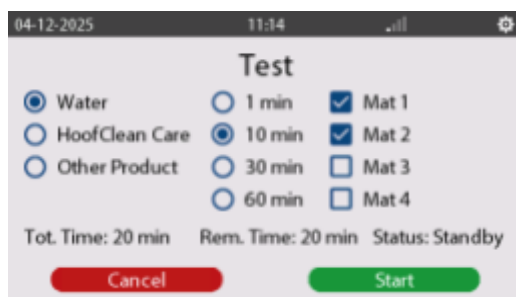 04-12-2025 11:14
Test
Water 1 min Mat 1
HoofClean Care 10 min Mat 2
Other Product 30 min Mat 3
60 min Mat 4
Tot. Time: 20 min Rem. Time: 20 min Status: Standby
Cancel Start